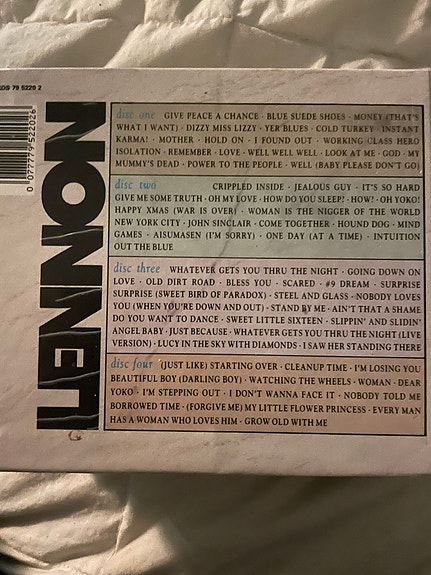 79 5220 2
0 077779 522026
LENNON
disc one GIVE PEACE A CHANCE · BLUE SUEDE SHOES · MONEY (THAT'S
WHAT I WANT) · DIZZY MISS LIZZY · YER BLUES · COLD TURKEY · INSTANT
KARMA! · MOTHER · HOLD ON · I FOUND OUT · WORKING CLASS HERO
ISOLATION · REMEMBER · LOVE · WELL WELL WELL · LOOK AT ME · GOD · MY
MUMMY'S DEAD · POWER TO THE PEOPLE · WELL (BABY PLEASE DON'T GO)
disc two CRIPPLED INSIDE · JEALOUS GUY · IT'S SO HARD
GIVE ME SOME TRUTH · OH MY LOVE · HOW DO YOU SLEEP? · HOW? · OH YOKO!
HAPPY XMAS (WAR IS OVER) · WOMAN IS THE NIGGER OF THE WORLD
NEW YORK CITY · JOHN SINCLAIR · COME TOGETHER · HOUND DOG · MIND
GAMES · AISUMASEN (I'M SORRY) · ONE DAY (AT A TIME) · INTUITION
OUT THE BLUE
disc three WHATEVER GETS YOU THRU THE NIGHT · GOING DOWN ON
LOVE · OLD DIRT ROAD · BLESS YOU · SCARED · #9 DREAM · SURPRISE
SURPRISE (SWEET BIRD OF PARADOX) · STEEL AND GLASS · NOBODY LOVES
YOU (WHEN YOU'RE DOWN AND OUT) · STAND BY ME · AIN'T THAT A SHAME
DO YOU WANT TO DANCE · SWEET LITTLE SIXTEEN · SLIPPIN' AND SLIDIN'
ANGEL BABY · JUST BECAUSE · WHATEVER GETS YOU THRU THE NIGHT (LIVE
VERSION) · LUCY IN THE SKY WITH DIAMONDS · I SAW HER STANDING THERE
disc four (JUST LIKE) STARTING OVER · CLEANUP TIME · I'M LOSING YOU
BEAUTIFUL BOY (DARLING BOY) · WATCHING THE WHEELS · WOMAN · DEAR
YOKO · I'M STEPPING OUT · I DON'T WANNA FACE IT · NOBODY TOLD ME
BORROWED TIME · (FORGIVE ME) MY LITTLE FLOWER PRINCESS · EVERY MAN
HAS A WOMAN WHO LOVES HIM · GROW OLD WITH ME